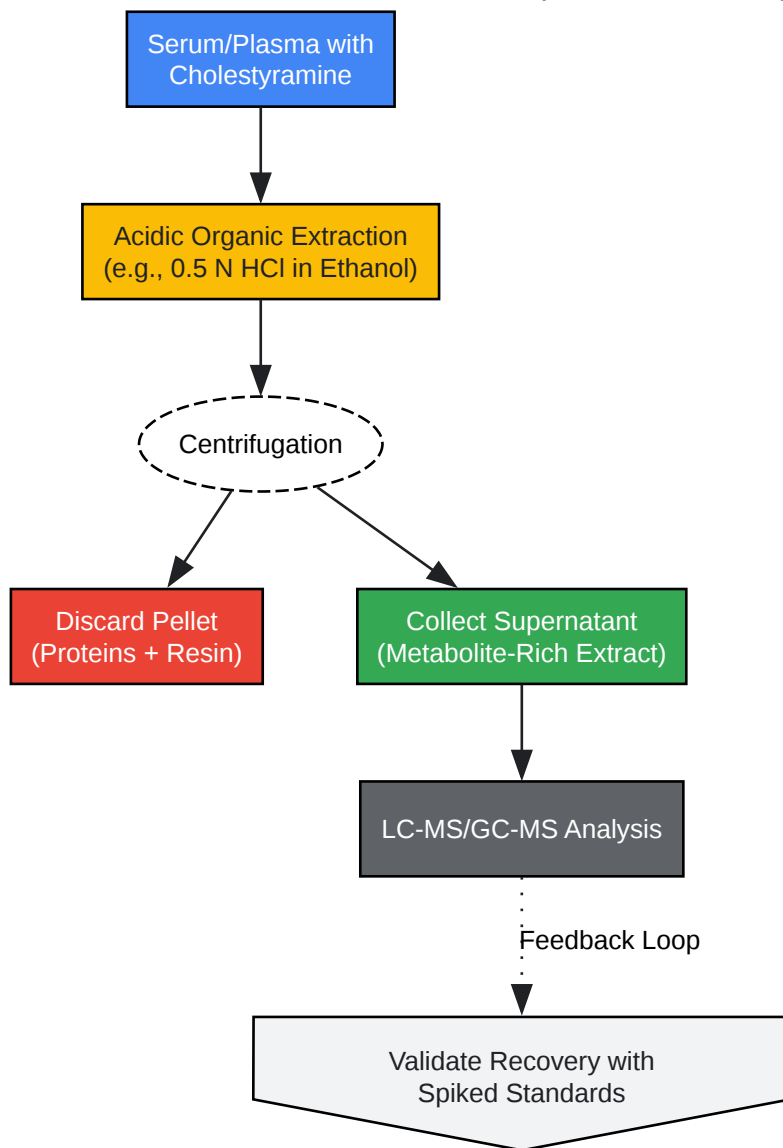 Serum/Plasma with
Cholestyramine
Acidic Organic Extraction
(e.g., 0.5 N HCl in Ethanol)
Centrifugation
Discard Pellet
(Proteins + Resin)
Collect Supernatant
(Metabolite-Rich Extract)
LC-MS/GC-MS Analysis
Feedback Loop
Validate Recovery with
Spiked Standards